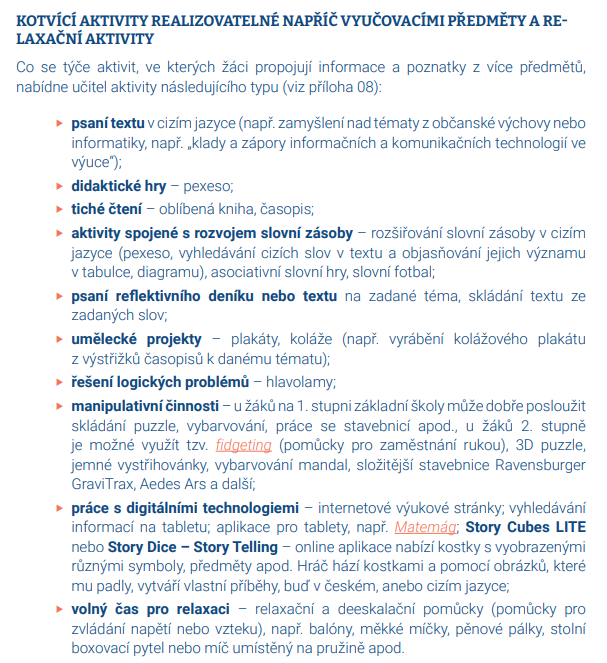 KOTVÍCÍ AKTIVITY REALIZOVATELNÉ NAPŘÍČ VYUČOVACÍMI PŘEDMĚTY A RE-
LAXAČNÍ AKTIVITY
Co se týče aktivit, ve kterých žáci propojují informace a poznatky z více předmětů,
nabídne učitel aktivity následujícího typu (viz příloha 08):
psaní textu v cizím jazyce (např. zamyšlení nad tématy z občanské výchovy nebo
informatiky, např. „klady a zápory informačních a komunikačních technologií ve
výuce“);
didaktické hry – pexeso;
tiché čtení – oblíbená kniha, časopis;
aktivity spojené s rozvojem slovní zásoby – rozšiřování slovní zásoby v cizím
jazyce (pexeso, vyhledávání cizích slov v textu a objasňování jejich významu
v tabulce, diagramu), asociativní slovní hry, slovní fotbal;
psaní reflektivního deníku nebo textu na zadané téma, skládání textu ze
zadaných slov;
umělecké projekty – plakáty, koláže (např. vyrábění kolážového plakátu
z výstřižků časopisů k danému tématu);
řešení logických problémů – hlavolamy;
manipulativní činnosti – u žáků na 1. stupni základní školy může dobře posloužit
skládání puzzle, vybarvování, práce se stavebnicí apod., u žáků 2. stupně
je možné využít tzv. fidgeting (pomůcky pro zaměstnání rukou), 3D puzzle,
jemné vystřihovánky, vybarvování mandal, složitější stavebnice Ravensburger
GraviTrax, Aedes Ars a další;
práce s digitálními technologiemi – internetové výukové stránky; vyhledávání
informací na tabletu; aplikace pro tablety, např. Matemág; Story Cubes LITE
nebo Story Dice – Story Telling – online aplikace nabízí kostky s vyobrazenými
různými symboly, předměty apod. Hráč hází kostkami a pomocí obrázků, které
mu padly, vytváří vlastní příběhy, buď v českém, anebo cizím jazyce;
volný čas pro relaxaci – relaxační a deeskalační pomůcky (pomůcky pro
zvládání napětí nebo vzteku), např. balóny, měkké míčky, pěnové pálky, stolní
boxovací pytel nebo míč umístěný na pružině apod.